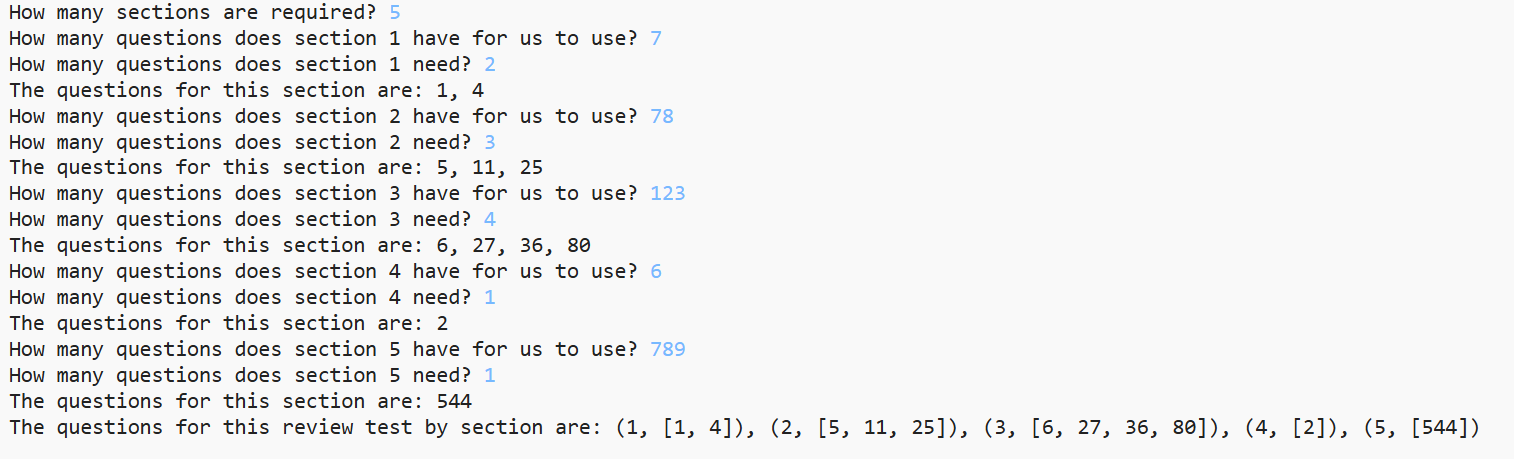 How many sections are required? 5
How many questions does section 1 have for us to use? 7
How many questions does section 1 need? 2
The questions for this section are: 1, 4
How many questions does section 2 have for us to use? 78
How many questions does section 2 need? 3
The questions for this section are: 5, 11, 25
How many questions does section 3 have for us to use? 123
How many questions does section 3 need? 4
The questions for this section are: 6, 27, 36, 80
How many questions does section 4 have for us to use? 6
How many questions does section 4 need? 1
The questions for this section are: 2
How many questions does section 5 have for us to use? 789
How many questions does section 5 need? 1
The questions for this section are: 544
The questions for this review test by section are: (1, [1, 4]), (2, [5, 11, 25]), (3, [6, 27, 36, 80]), (4, [2]), (5, [544])